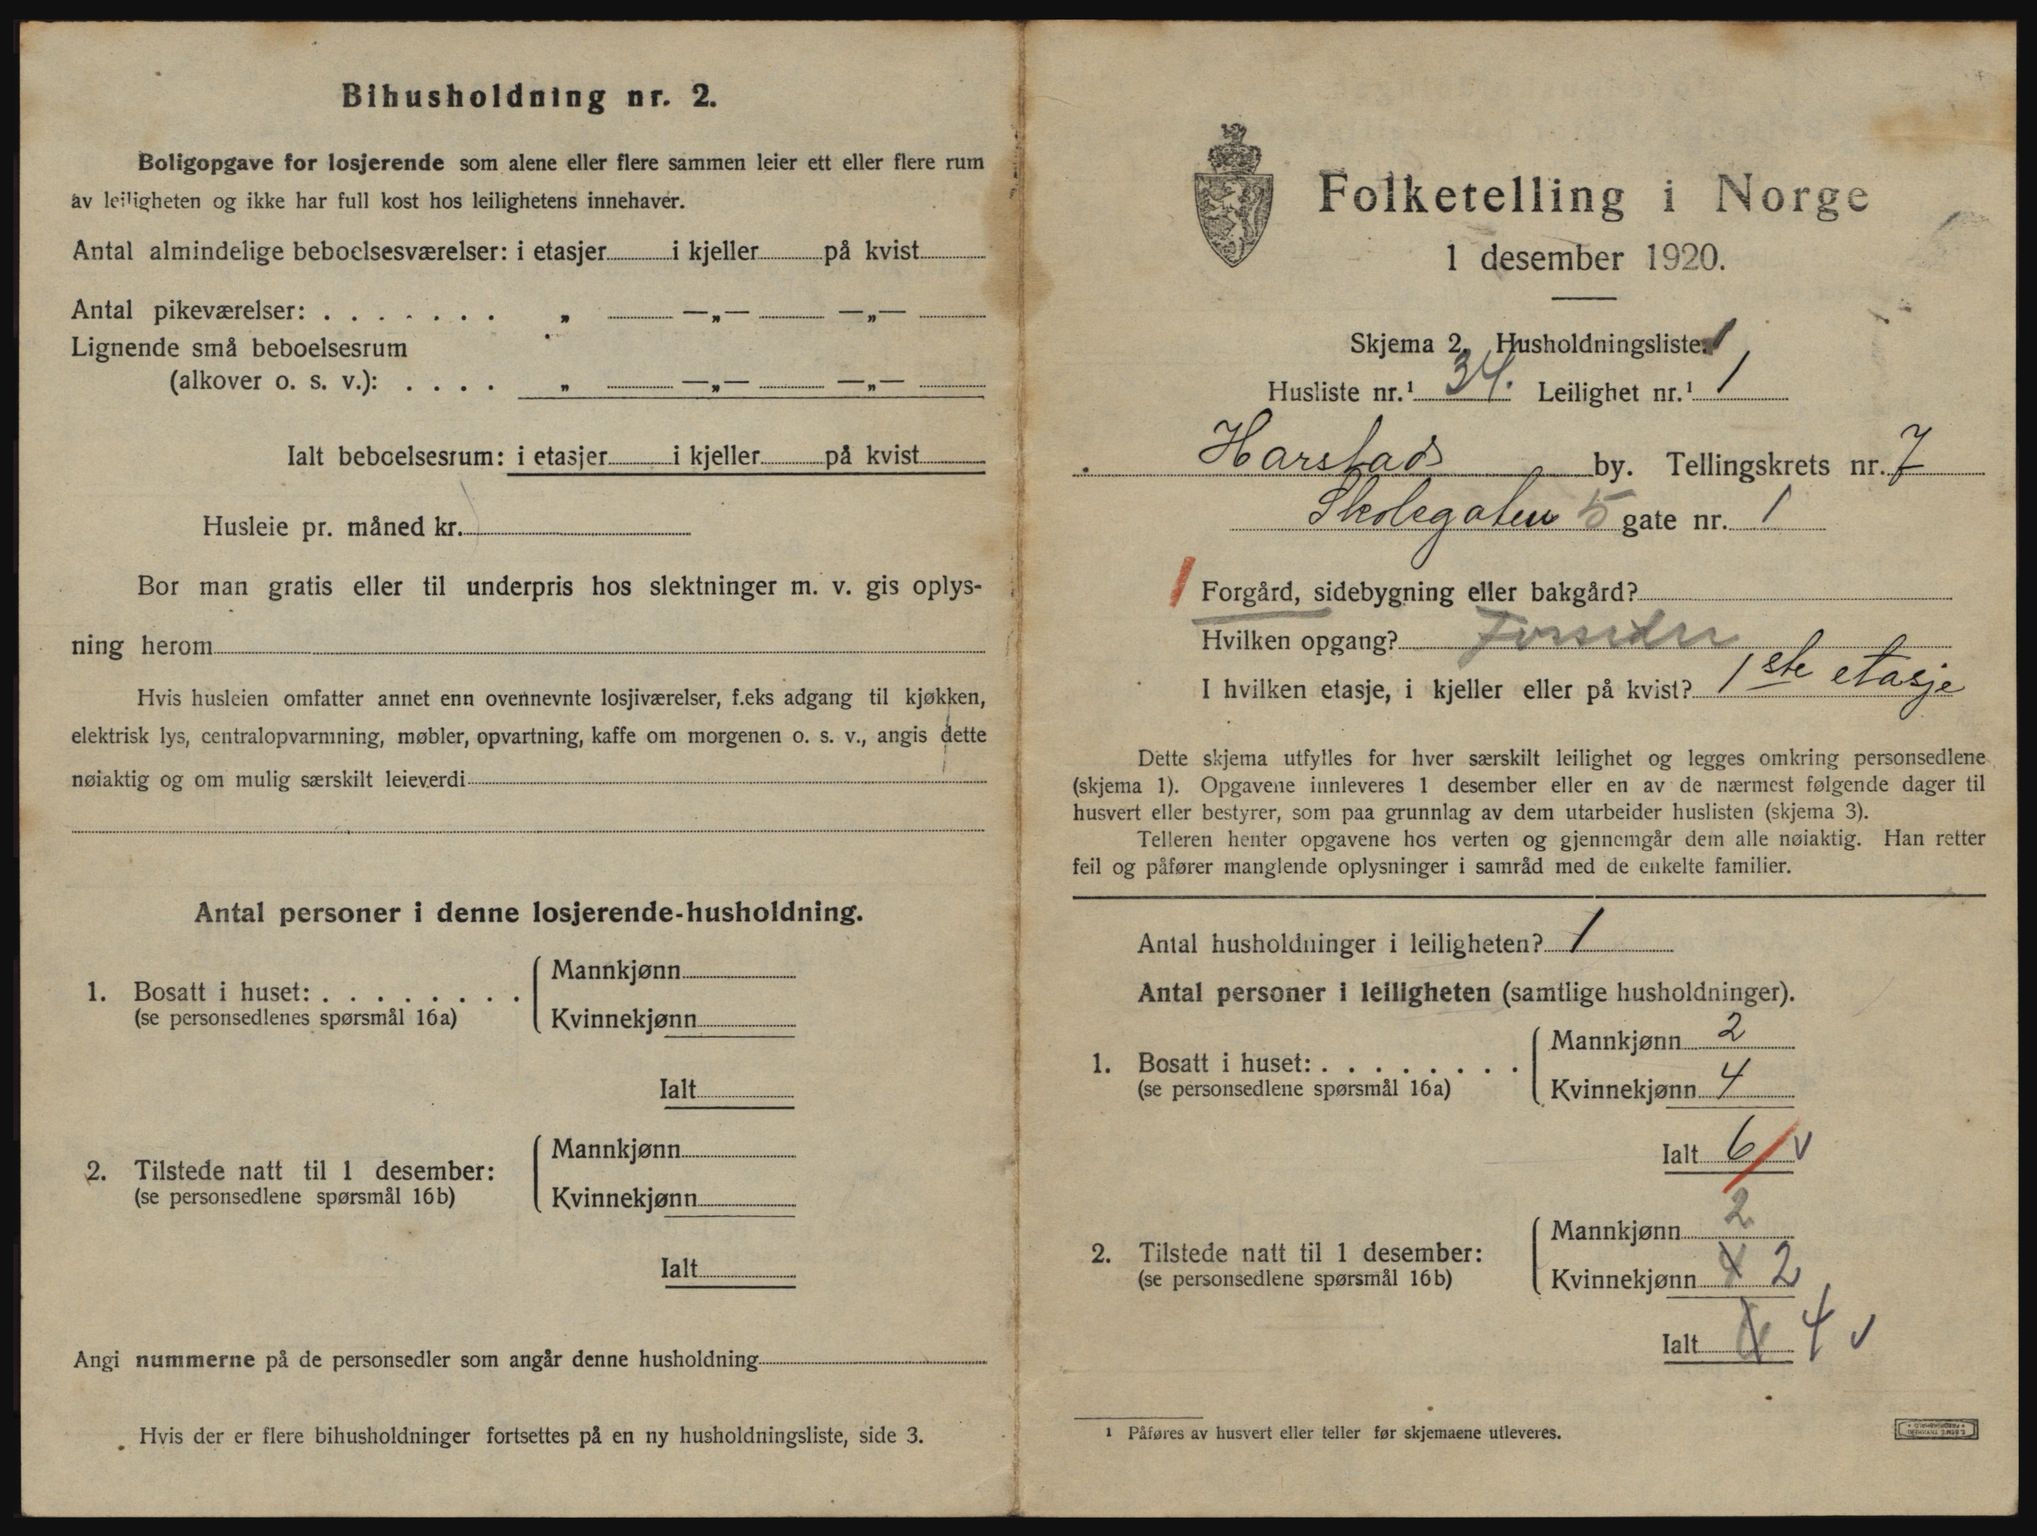 Bihusholdning nr. 2.
Boligopgave for losjerende som alene eller flere sammen leier ett eller flere rum
av leiligheten og ikke har full kost hos leilighetens innehaver.
Antal almindelige beboelsesværelser: i etasjer i kjeller på kvist
Antal pikeværelser: . . . . . . . „ —„— —„—
Lignende små beboelsesrum
(alkover o. s. v.): . . . . „ —„— —„—
Ialt beboelsesrum: i etasjer i kjeller på kvist
Husleie pr. måned kr.
Bor man gratis eller til underpris hos slektninger m. v. gis oplys-
ning herom
Hvis husleien omfatter annet enn ovennevnte losjiværelser, f.eks adgang til kjøkken,
elektrisk lys, centralopvarmning, møbler, opvartning, kaffe om morgenen o. s. v., angis dette
nøiaktig og om mulig særskilt leieverdi
Antal personer i denne losjerende-husholdning.
1. Bosatt i huset: . . . . . . . .
(se personsedlenes spørsmål 16a)
Mannkjønn
Kvinnekjønn
Ialt
2. Tilstede natt til 1 desember:
(se personsedlene spørsmål 16b)
Mannkjønn
Kvinnekjønn
Ialt
Angi nummerne på de personsedler som angår denne husholdning
Hvis der er flere bihusholdninger fortsettes på en ny husholdningsliste, side 3.
Folketelling i Norge
1 desember 1920.
Skjema 2. Husholdningsliste 1
Husliste nr.¹ 34. Leilighet nr.¹ 1
Harstads by. Tellingskrets nr. 7
Skolegaten 5 gate nr. 1
1 Forgård, sidebygning eller bakgård?
Hvilken opgang?
I hvilken etasje, i kjeller eller på kvist? 1ste etasje
Dette skjema utfylles for hver særskilt leilighet og legges omkring personsedlene
(skjema 1). Opgavene innleveres 1 desember eller en av de nærmest følgende dager til
husvert eller bestyrer, som paa grunnlag av dem utarbeider huslisten (skjema 3).
Telleren henter opgavene hos verten og gjennemgår dem alle nøiaktig. Han retter
feil og påfører manglende oplysninger i samråd med de enkelte familier.
Antal husholdninger i leiligheten? 1
Antal personer i leiligheten (samtlige husholdninger).
1. Bosatt i huset: . . . . . . . .
(se personsedlene spørsmål 16a)
Mannkjønn 2
Kvinnekjønn 4
Ialt 6 v
2. Tilstede natt til 1 desember:
(se personsedlene spørsmål 16b)
Mannkjønn 2
Kvinnekjønn 4 2
Ialt 6 4 v
¹ Påføres av husvert eller teller før skjemaene utleveres.